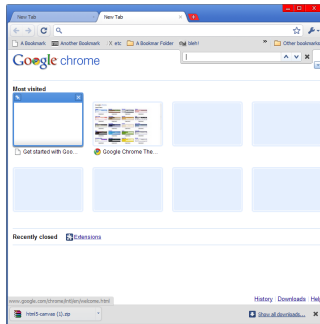 New Tab
New Tab
A Bookmark
Another Bookmark
X etc
A Bookmar Folder
bleh!
»
Other bookmarks
Google chrome
Most visited
Get started with Goo...
Google Chrome The...
Recently closed
Extensions
www.google.com/chrome/intl/en/welcome.html
History
Downloads
Help
html5-canvas (1).zip
Show all downloads...